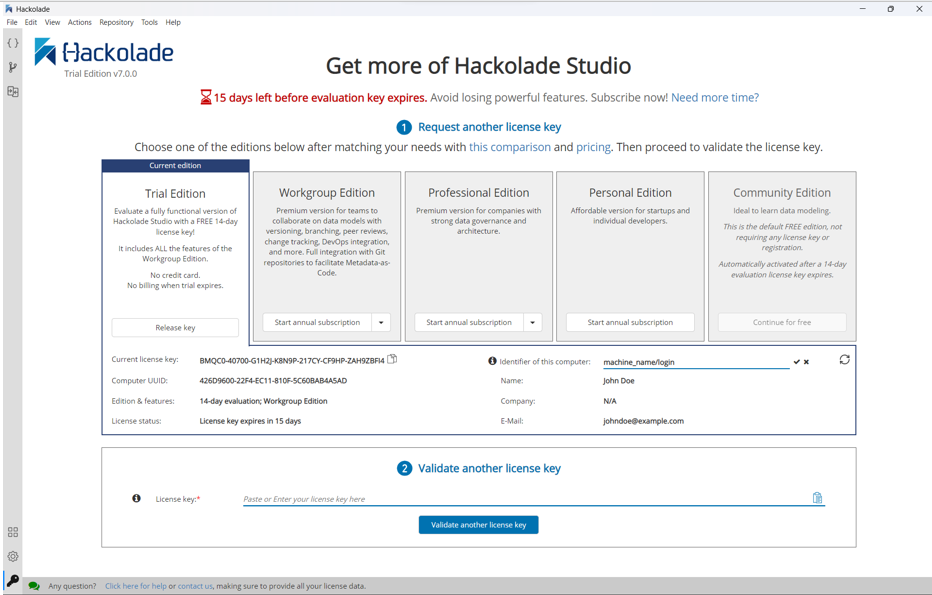 Hackolade
File Edit View Actions Repository Tools Help
Hackolade
Trial Edition v7.0.0
Get more of Hackolade Studio
15 days left before evaluation key expires. Avoid losing powerful features. Subscribe now! Need more time?
1 Request another license key
Choose one of the editions below after matching your needs with this comparison and pricing. Then proceed to validate the license key.
Current edition
Trial Edition
Evaluate a fully functional version of
Hackolade Studio with a FREE 14-day
license key!
It includes ALL the features of the
Workgroup Edition.
No credit card.
No billing when trial expires.
Release key
Workgroup Edition
Premium version for teams to
collaborate on data models with
versioning, branching, peer reviews,
change tracking, DevOps integration,
and more. Full integration with Git
repositories to facilitate Metadata-as-
Code.
Start annual subscription
Professional Edition
Premium version for companies with
strong data governance and
architecture.
Start annual subscription
Personal Edition
Affordable version for startups and
individual developers.
Start annual subscription
Community Edition
Ideal to learn data modeling.
This is the default FREE edition, not
requiring any license key or
registration.
Automatically activated after a 14-day
evaluation license key expires.
Continue for free
Current license key: BMQC0-40700-G1H2J-K8N9P-217CY-CF9HP-ZAH9ZBFI4
Identifier of this computer: machine_name/login
Computer UUID: 426D9600-22F4-EC11-810F-5C60BAB4A5AD
Name: John Doe
Edition & features: 14-day evaluation; Workgroup Edition
Company: N/A
License status: License key expires in 15 days
E-Mail: johndoe@example.com
2 Validate another license key
License key:* Paste or Enter your license key here
Validate another license key
Any question? Click here for help or contact us, making sure to provide all your license data.